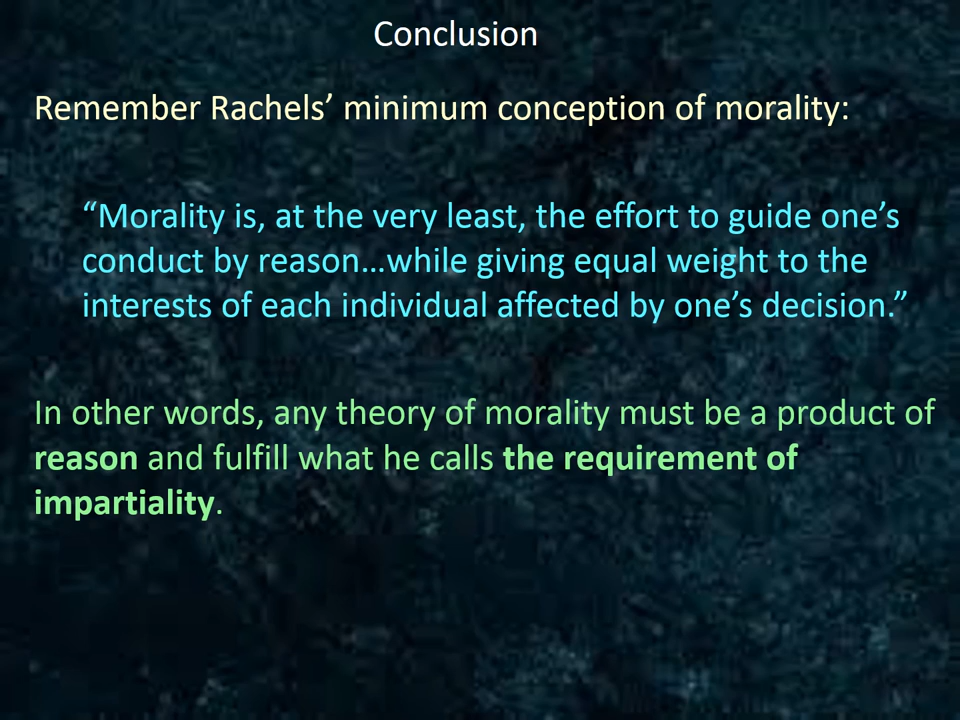 Conclusion
Remember Rachels’ minimum conception of morality:
“Morality is, at the very least, the effort to guide one’s
conduct by reason…while giving equal weight to the
interests of each individual affected by one’s decision.”
In other words, any theory of morality must be a product of
reason and fulfill what he calls the requirement of
impartiality.